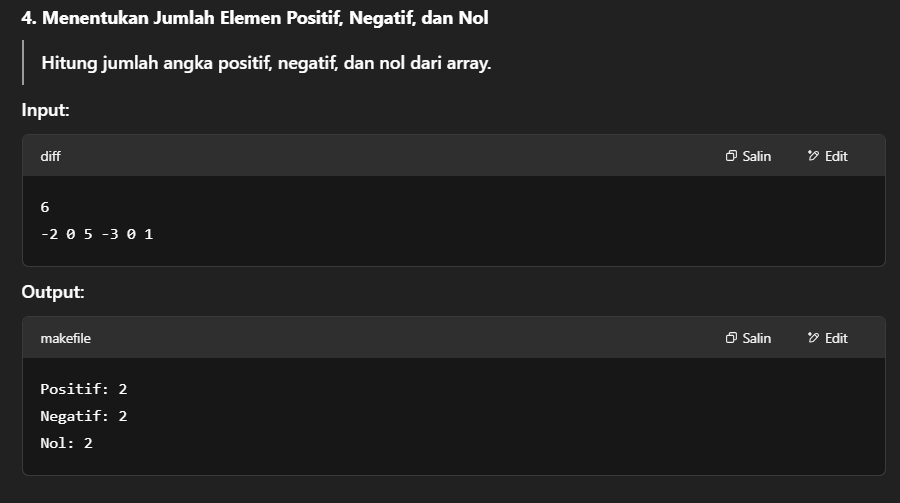 4. Menentukan Jumlah Elemen Positif, Negatif, dan Nol
Hitung jumlah angka positif, negatif, dan nol dari array.
Input:
diff Salin Edit
6
-2 0 5 -3 0 1
Output:
makefile Salin Edit
Positif: 2
Negatif: 2
Nol: 2